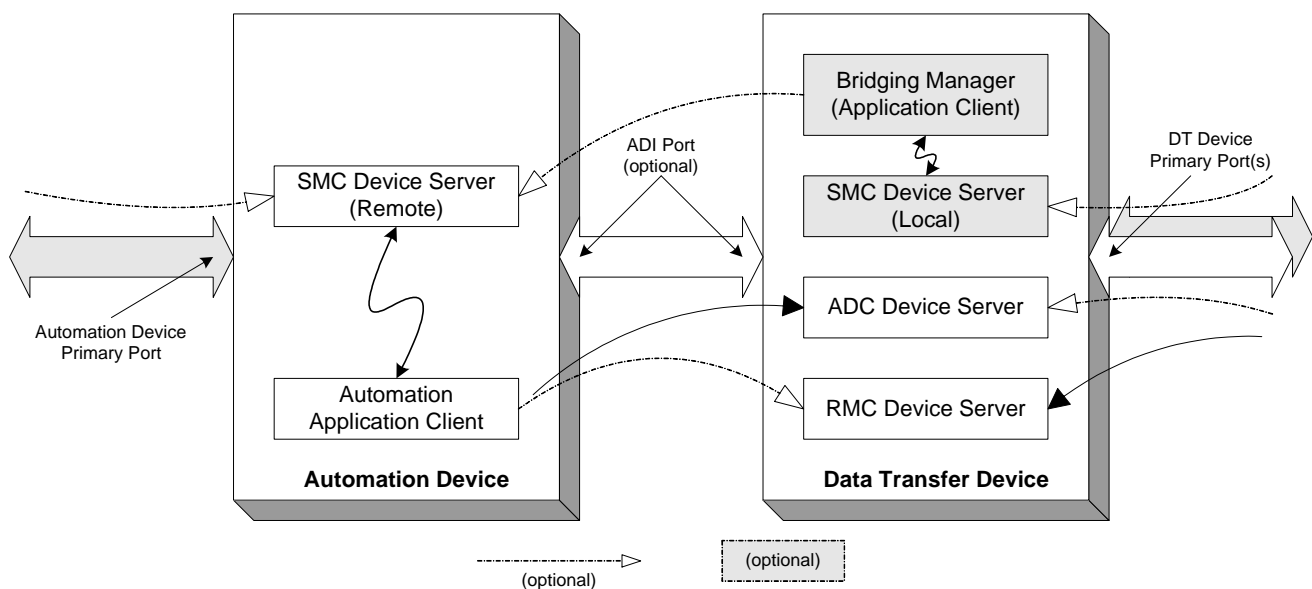 Bridging Manager
(Application Client)
ADI Port
(optional)
DT Device
Primary Port(s)
SMC Device Server
(Remote)
SMC Device Server
(Local)
Automation Device
Primary Port
ADC Device Server
Automation
Application Client
RMC Device Server
Automation Device
Data Transfer Device
(optional)
(optional)